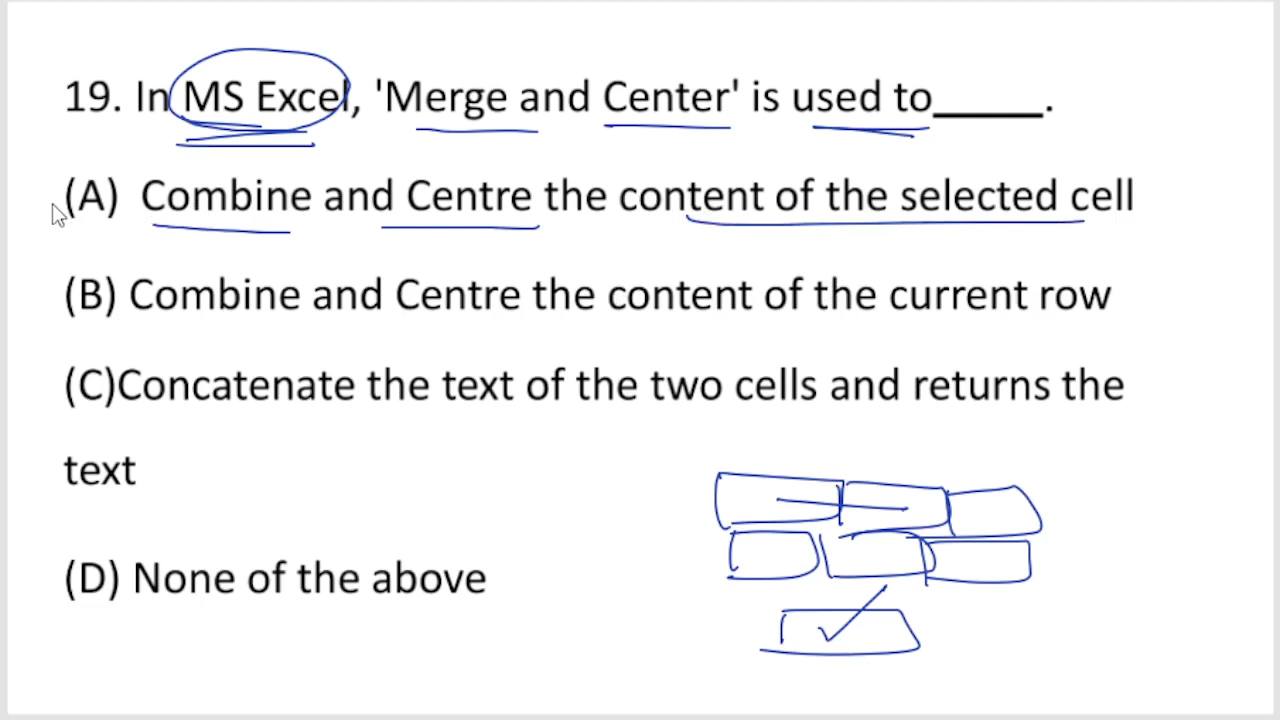 19. In MS Excel, 'Merge and Center' is used to_____.
(A) Combine and Centre the content of the selected cell
(B) Combine and Centre the content of the current row
(C)Concatenate the text of the two cells and returns the
text
(D) None of the above